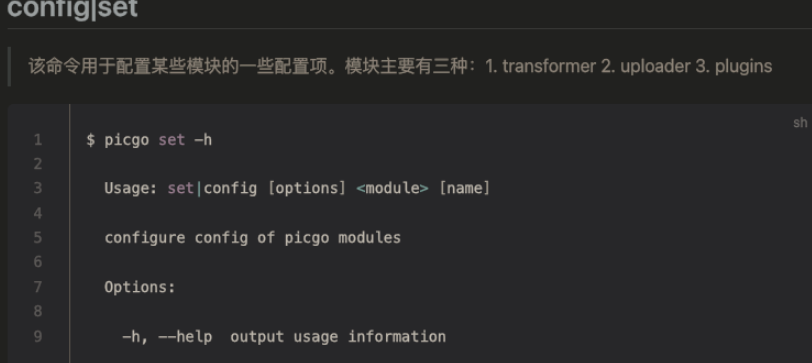 config|set
该命令用于配置某些模块的一些配置项。模块主要有三种：1. transformer 2. uploader 3. plugins
sh
1 $ picgo set -h
2
3 Usage: set|config [options] <module> [name]
4
5 configure config of picgo modules
6
7 Options:
8
9 -h, --help  output usage information